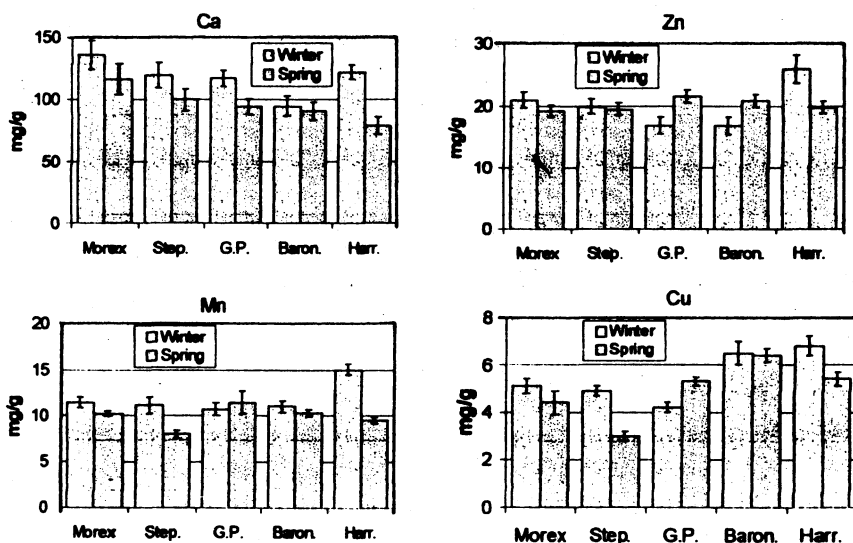 Ca
150
100
50
0
mg/g
Winter
Spring
Morex Step. G.P. Baron. Harr.
Zn
30
20
10
0
mg/g
Winter
Spring
Morex Step. G.P. Baron. Harr.
Mn
20
15
10
5
0
mg/g
Winter
Spring
Morex Step. G.P. Baron. Harr.
Cu
8
6
4
2
0
mg/g
Winter
Spring
Morex Step. G.P. Baron. Harr.